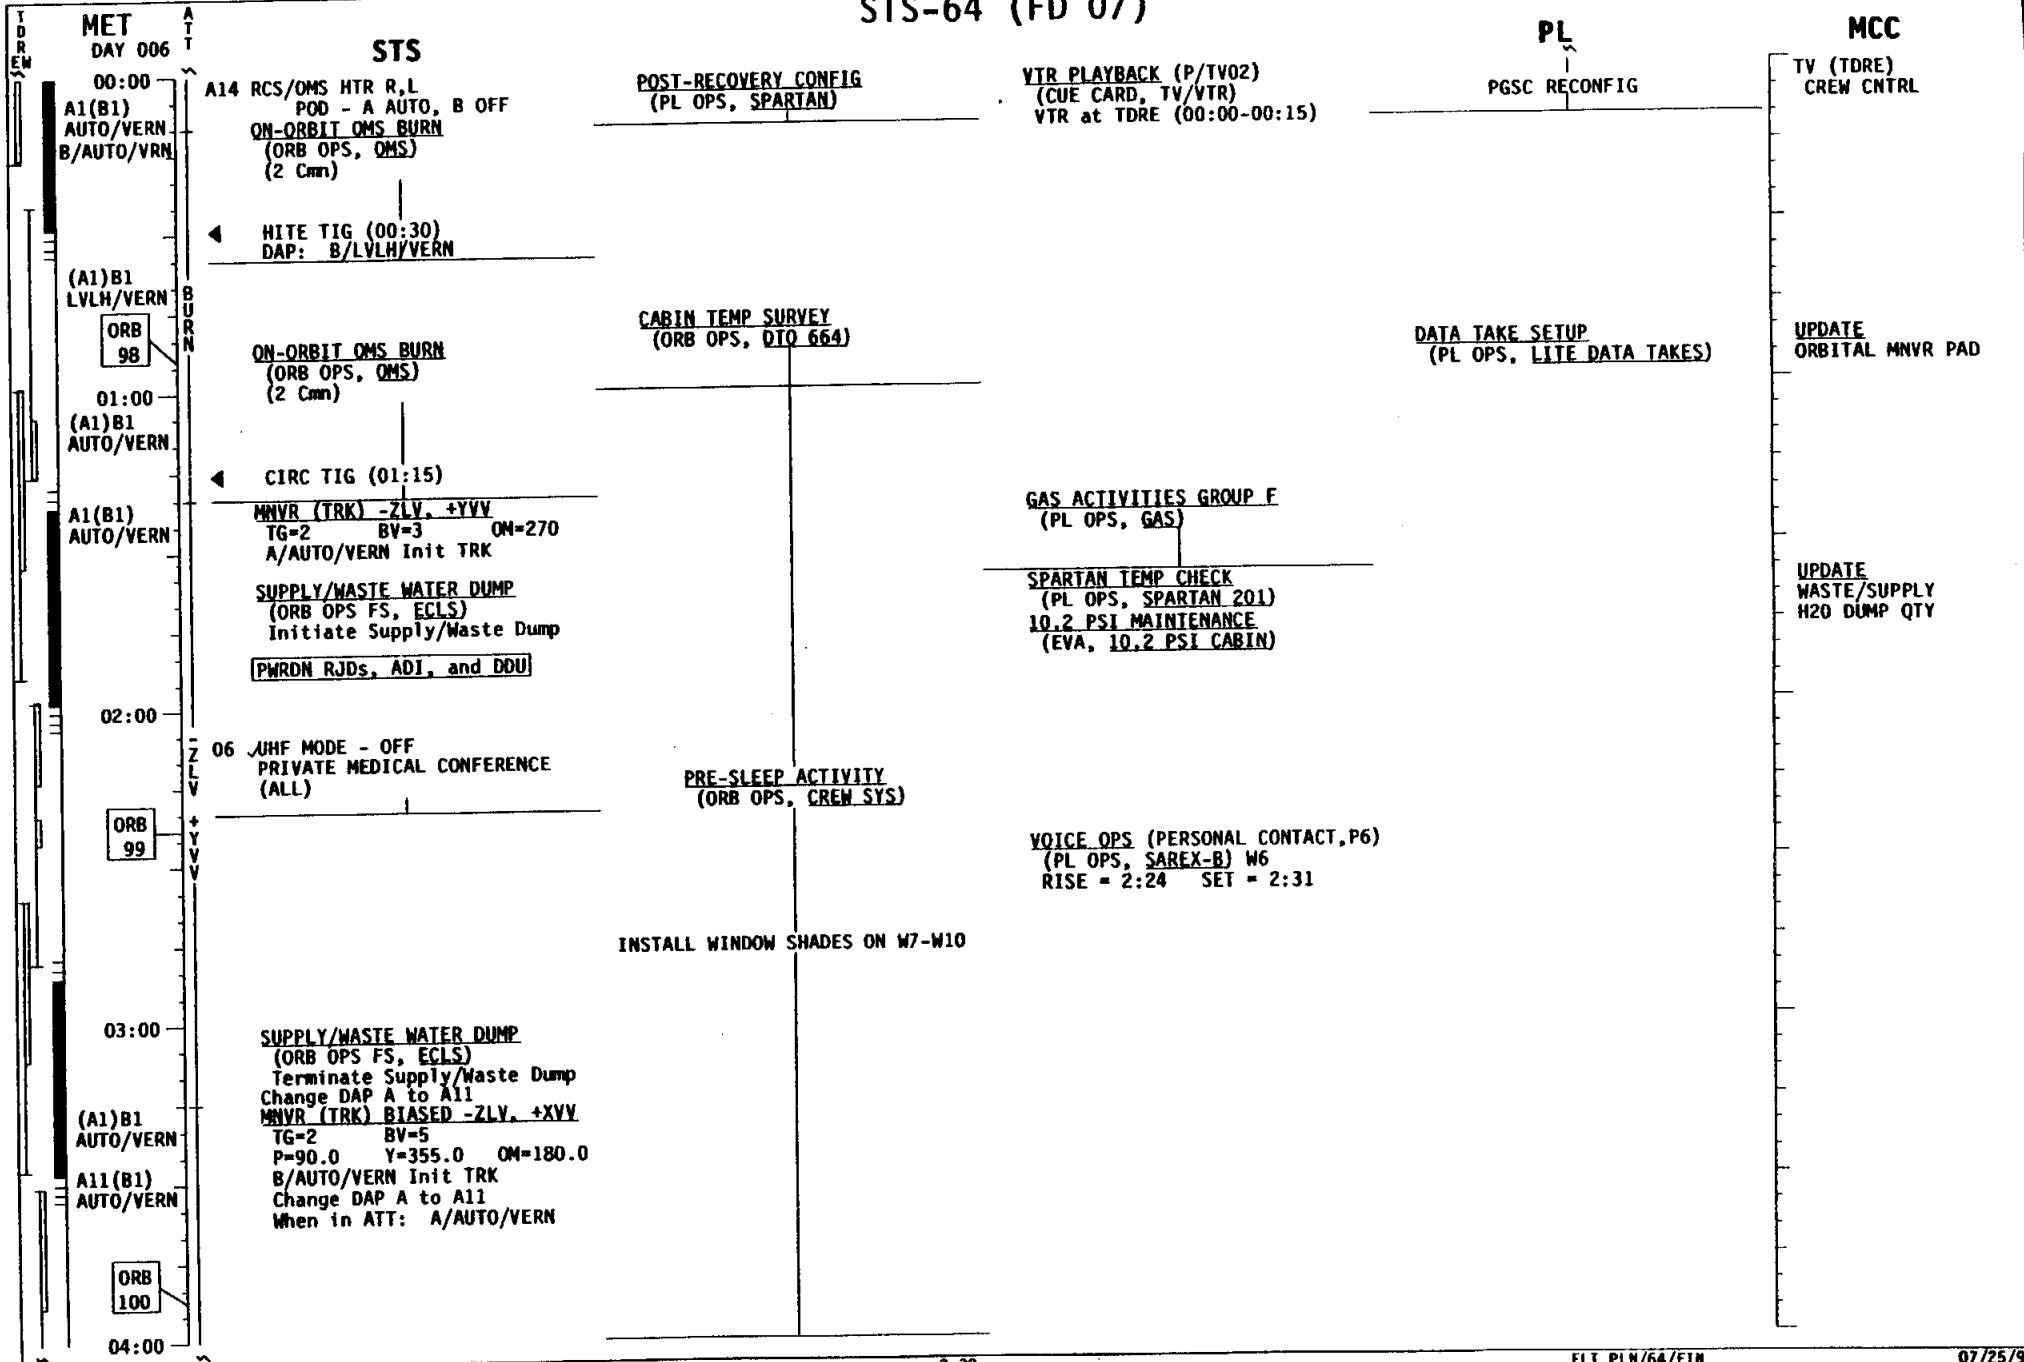 STS-64 (FD 07)
TDRE W
MET
DAY 006
ATT
STS
PL
MCC
00:00
A1(B1)
AUTO/VERN
B/AUTO/VRN
(A1)B1
LVLH/VERN
ORB
98
01:00
(A1)B1
AUTO/VERN
A1(B1)
AUTO/VERN
02:00
ORB
99
03:00
(A1)B1
AUTO/VERN
A11(B1)
AUTO/VERN
ORB
100
04:00
BURN
-ZLV +YVV
A14 RCS/OMS HTR R,L
POD - A AUTO, B OFF
ON-ORBIT OMS BURN
(ORB OPS, OMS)
(2 Cmn)
HITE TIG (00:30)
DAP: B/LVLH/VERN
ON-ORBIT OMS BURN
(ORB OPS, OMS)
(2 Cmn)
CIRC TIG (01:15)
MNVR (TRK) -ZLV, +YVV
TG=2 BV=3 OM=270
A/AUTO/VERN Init TRK
SUPPLY/WASTE WATER DUMP
(ORB OPS FS, ECLS)
Initiate Supply/Waste Dump
PWRDN RJDs, ADI, and DDU
06 ✓UHF MODE - OFF
PRIVATE MEDICAL CONFERENCE
(ALL)
SUPPLY/WASTE WATER DUMP
(ORB OPS FS, ECLS)
Terminate Supply/Waste Dump
Change DAP A to A11
MNVR (TRK) BIASED -ZLV, +XVV
TG=2 BV=5
P=90.0 Y=355.0 OM=180.0
B/AUTO/VERN Init TRK
Change DAP A to A11
When in ATT: A/AUTO/VERN
POST-RECOVERY CONFIG
(PL OPS, SPARTAN)
CABIN TEMP SURVEY
(ORB OPS, DTO 664)
PRE-SLEEP ACTIVITY
(ORB OPS, CREW SYS)
INSTALL WINDOW SHADES ON W7-W10
VTR PLAYBACK (P/TV02)
(CUE CARD, TV/VTR)
VTR at TDRE (00:00-00:15)
GAS ACTIVITIES GROUP F
(PL OPS, GAS)
SPARTAN TEMP CHECK
(PL OPS, SPARTAN 201)
10.2 PSI MAINTENANCE
(EVA, 10.2 PSI CABIN)
VOICE OPS (PERSONAL CONTACT,P6)
(PL OPS, SAREX-B) W6
RISE = 2:24 SET = 2:31
PGSC RECONFIG
DATA TAKE SETUP
(PL OPS, LITE DATA TAKES)
TV (TDRE)
CREW CNTRL
UPDATE
ORBITAL MNVR PAD
UPDATE
WASTE/SUPPLY
H2O DUMP QTY
FLT PLN/64/FIN
07/25/9